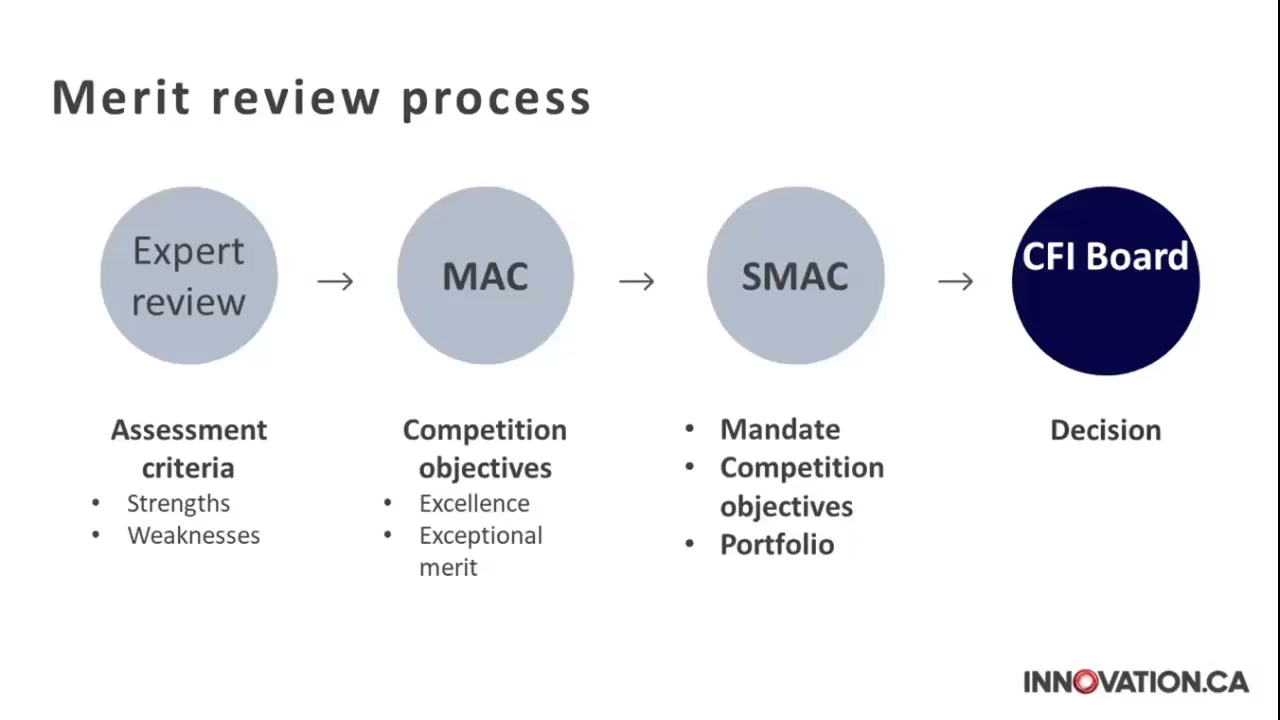 Merit review process
Expert
review
→
MAC
→
SMAC
→
CFI Board
Assessment
criteria
• Strengths
• Weaknesses
Competition
objectives
• Excellence
• Exceptional
merit
• Mandate
• Competition
objectives
• Portfolio
Decision
INNOVATION.CA